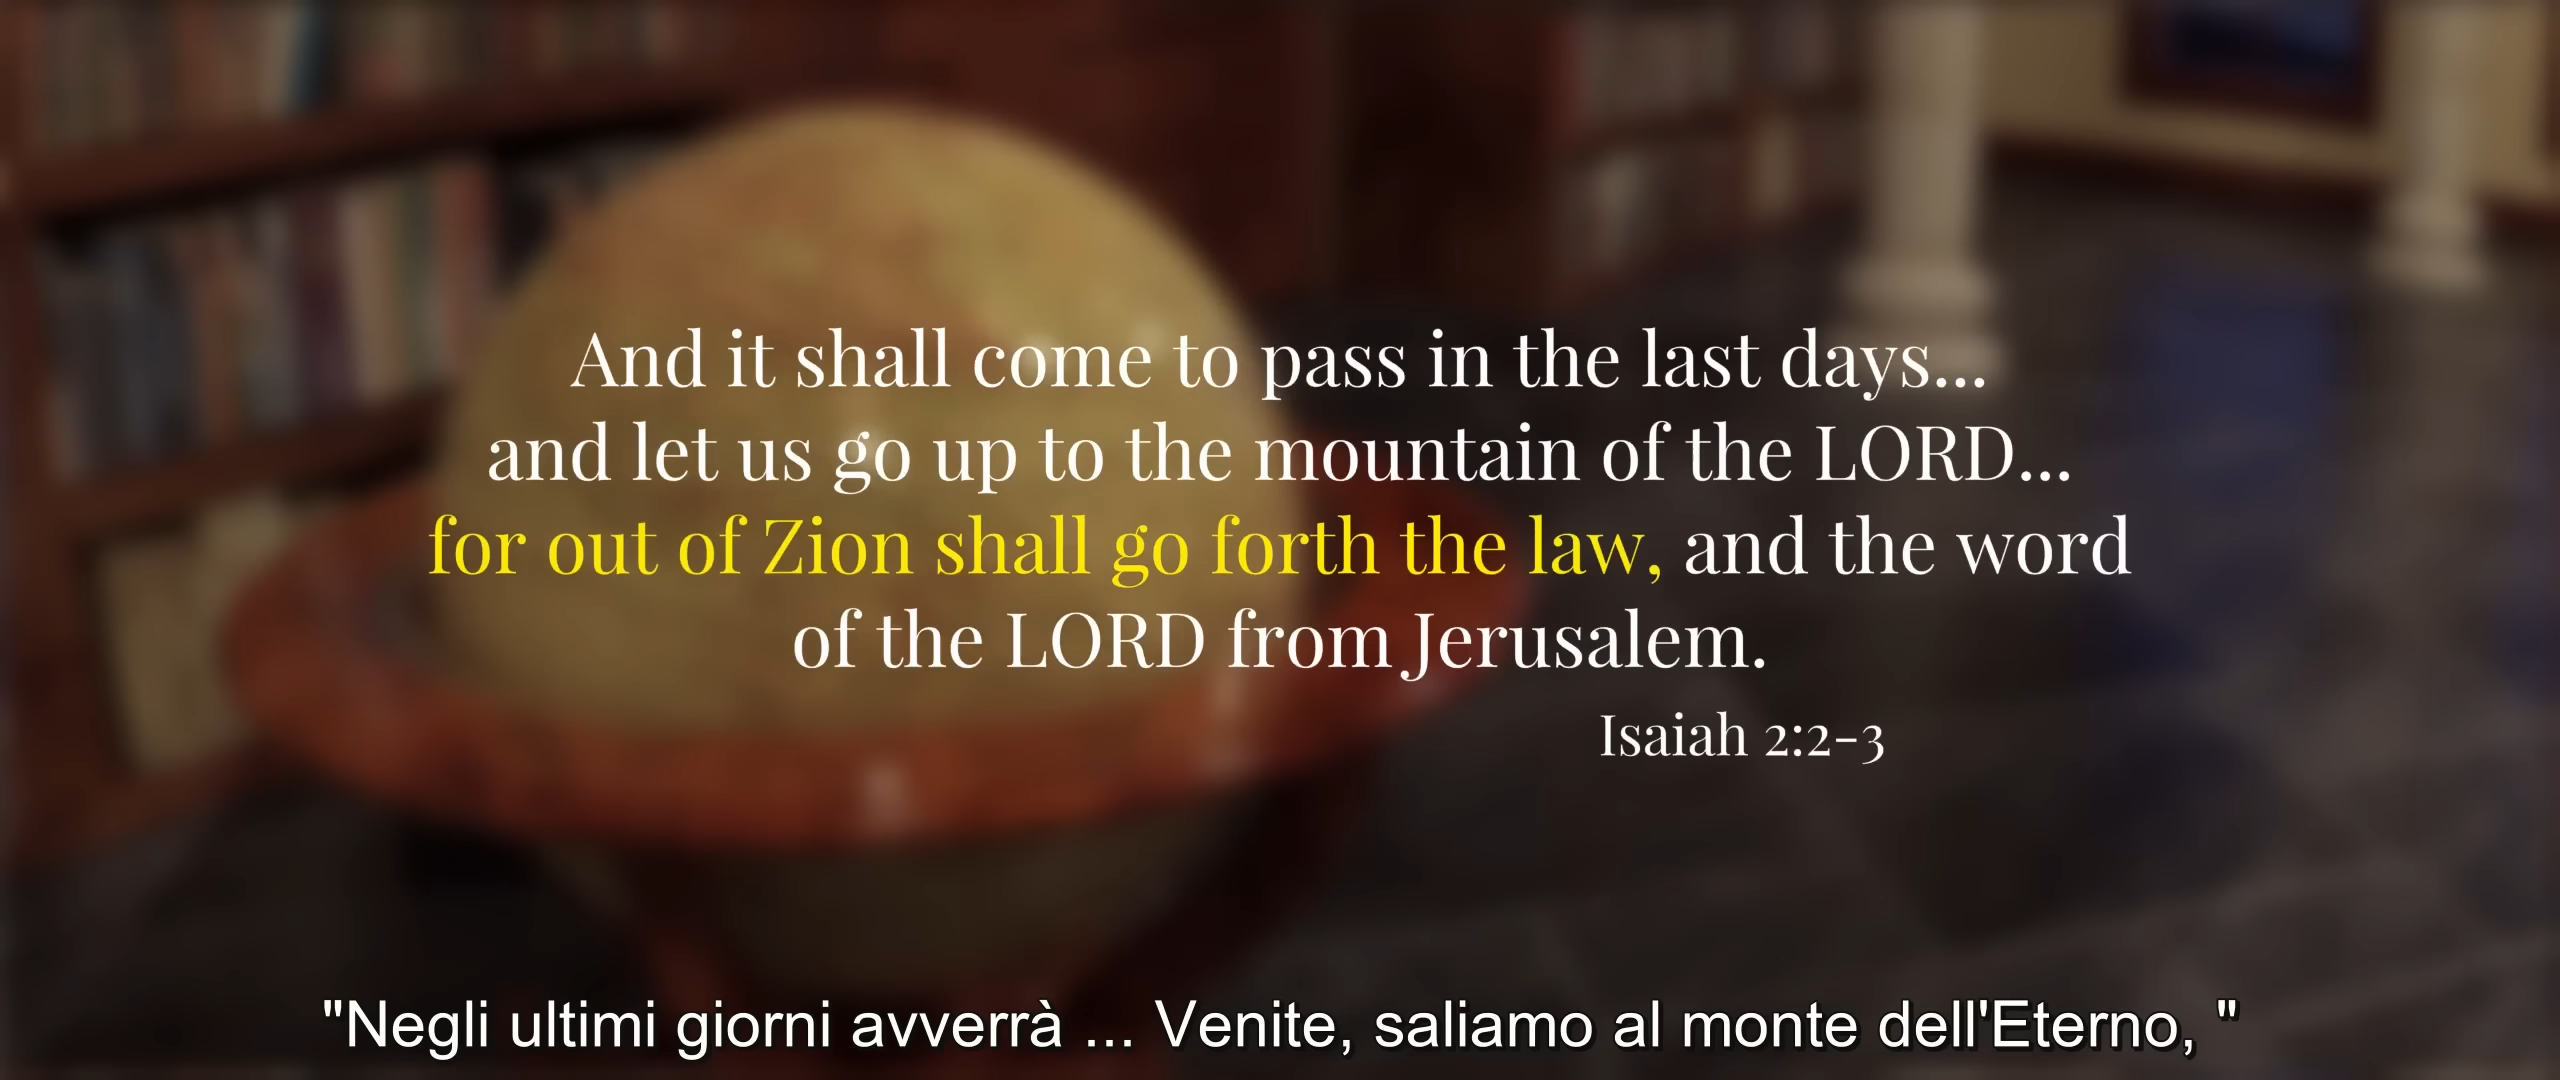 And it shall come to pass in the last days...
and let us go up to the mountain of the LORD...
for out of Zion shall go forth the law, and the word
of the LORD from Jerusalem.
Isaiah 2:2-3
"Negli ultimi giorni avverrà ... Venite, saliamo al monte dell'Eterno, "